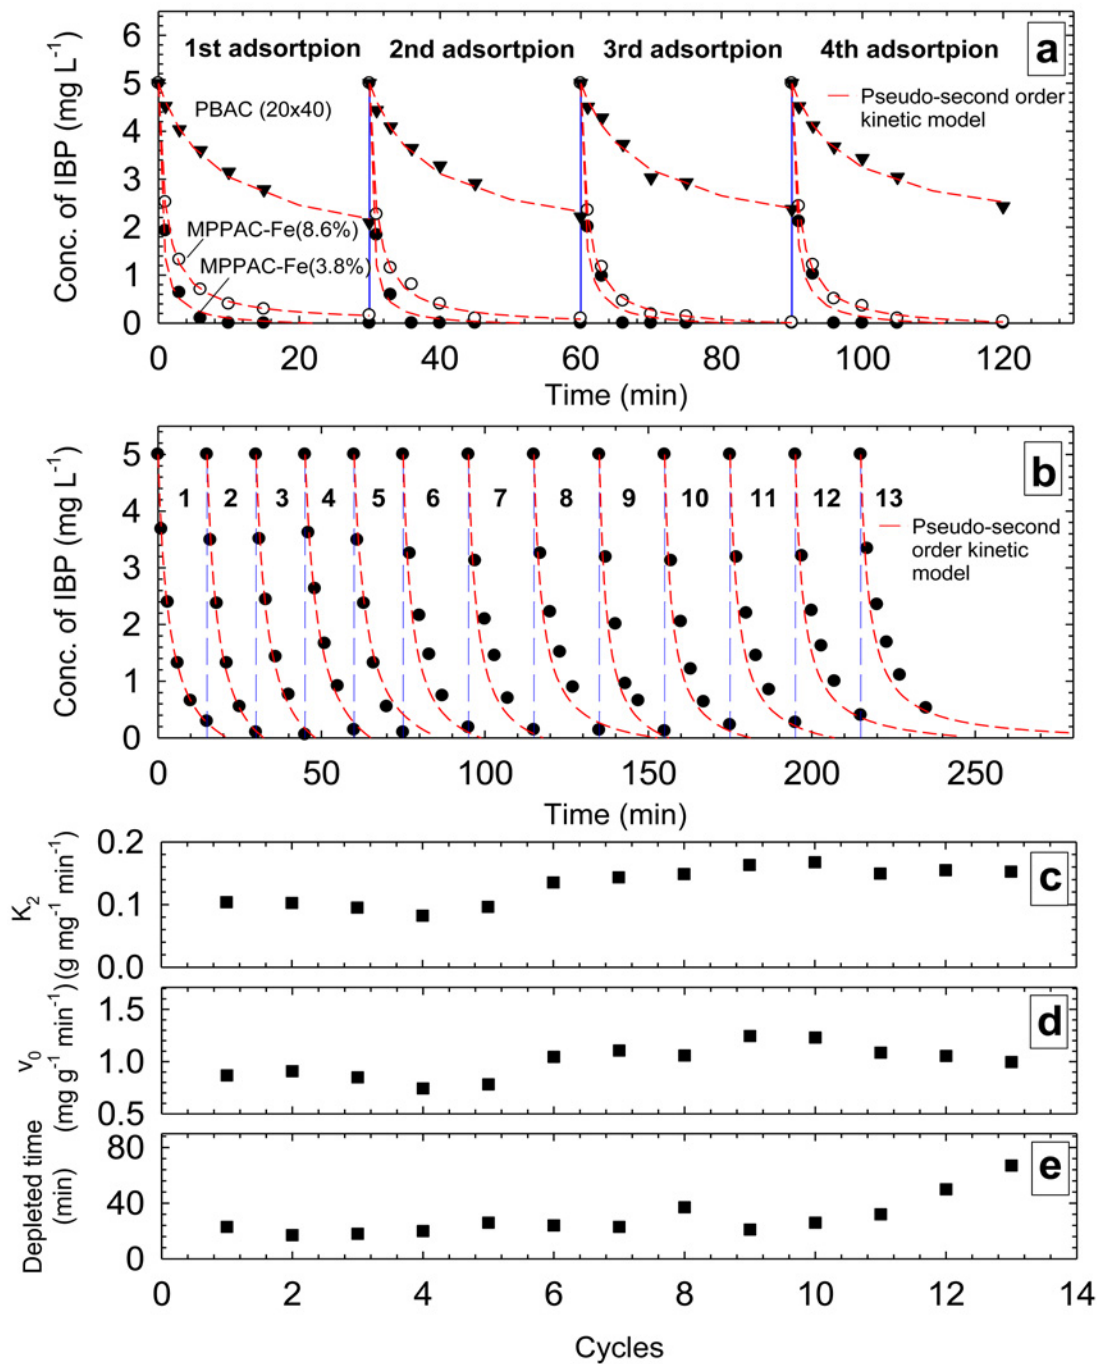 a
1st adsortpion 2nd adsortpion 3rd adsortpion 4th adsortpion
PBAC (20x40)
Pseudo-second order
kinetic model
MPPAC-Fe(8.6%)
MPPAC-Fe(3.8%)
Conc. of IBP (mg L⁻¹)
6
5
4
3
2
1
0
0 20 40 60 80 100 120
Time (min)
b
1 2 3 4 5 6 7 8 9 10 11 12 13
Pseudo-second
order kinetic
model
Conc. of IBP (mg L⁻¹)
5
4
3
2
1
0
0 50 100 150 200 250
Time (min)
c
K₂
(g mg⁻¹ min⁻¹)
0.2
0.1
0.0
d
v₀
(mg g⁻¹ min⁻¹)
1.5
1.0
0.5
e
Depleted time
(min)
80
40
0
0 2 4 6 8 10 12 14
Cycles